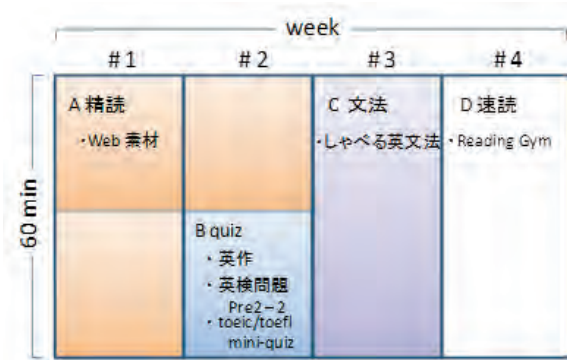 week
#1
#2
#3
#4
60 min
A 精読
・Web 素材
B quiz
・英作
・英検問題
Pre2−2
・toeic/toefl
mini-quiz
C 文法
・しゃべる英文法
D 速読
・Reading Gym